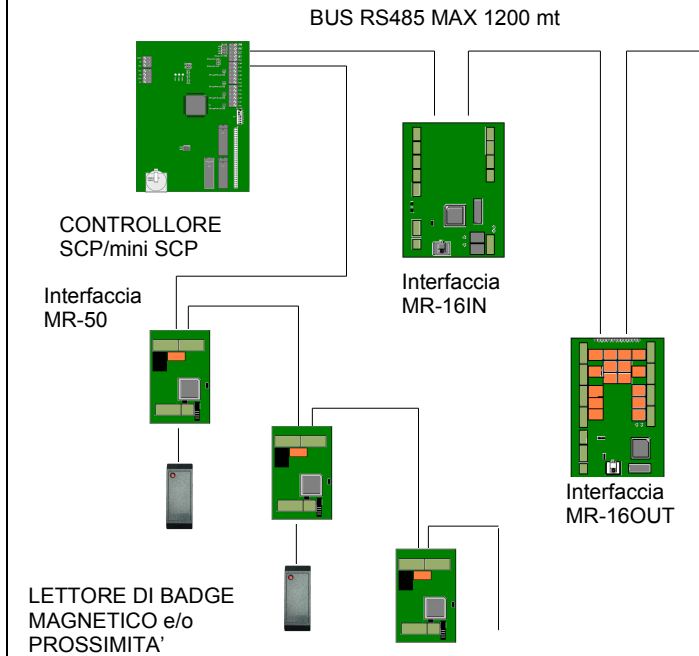 BUS RS485 MAX 1200 mt
CONTROLLORE
SCP/mini SCP
Interfaccia
MR-16IN
Interfaccia
MR-50
Interfaccia
MR-16OUT
LETTORE DI BADGE
MAGNETICO e/o
PROSSIMITA'